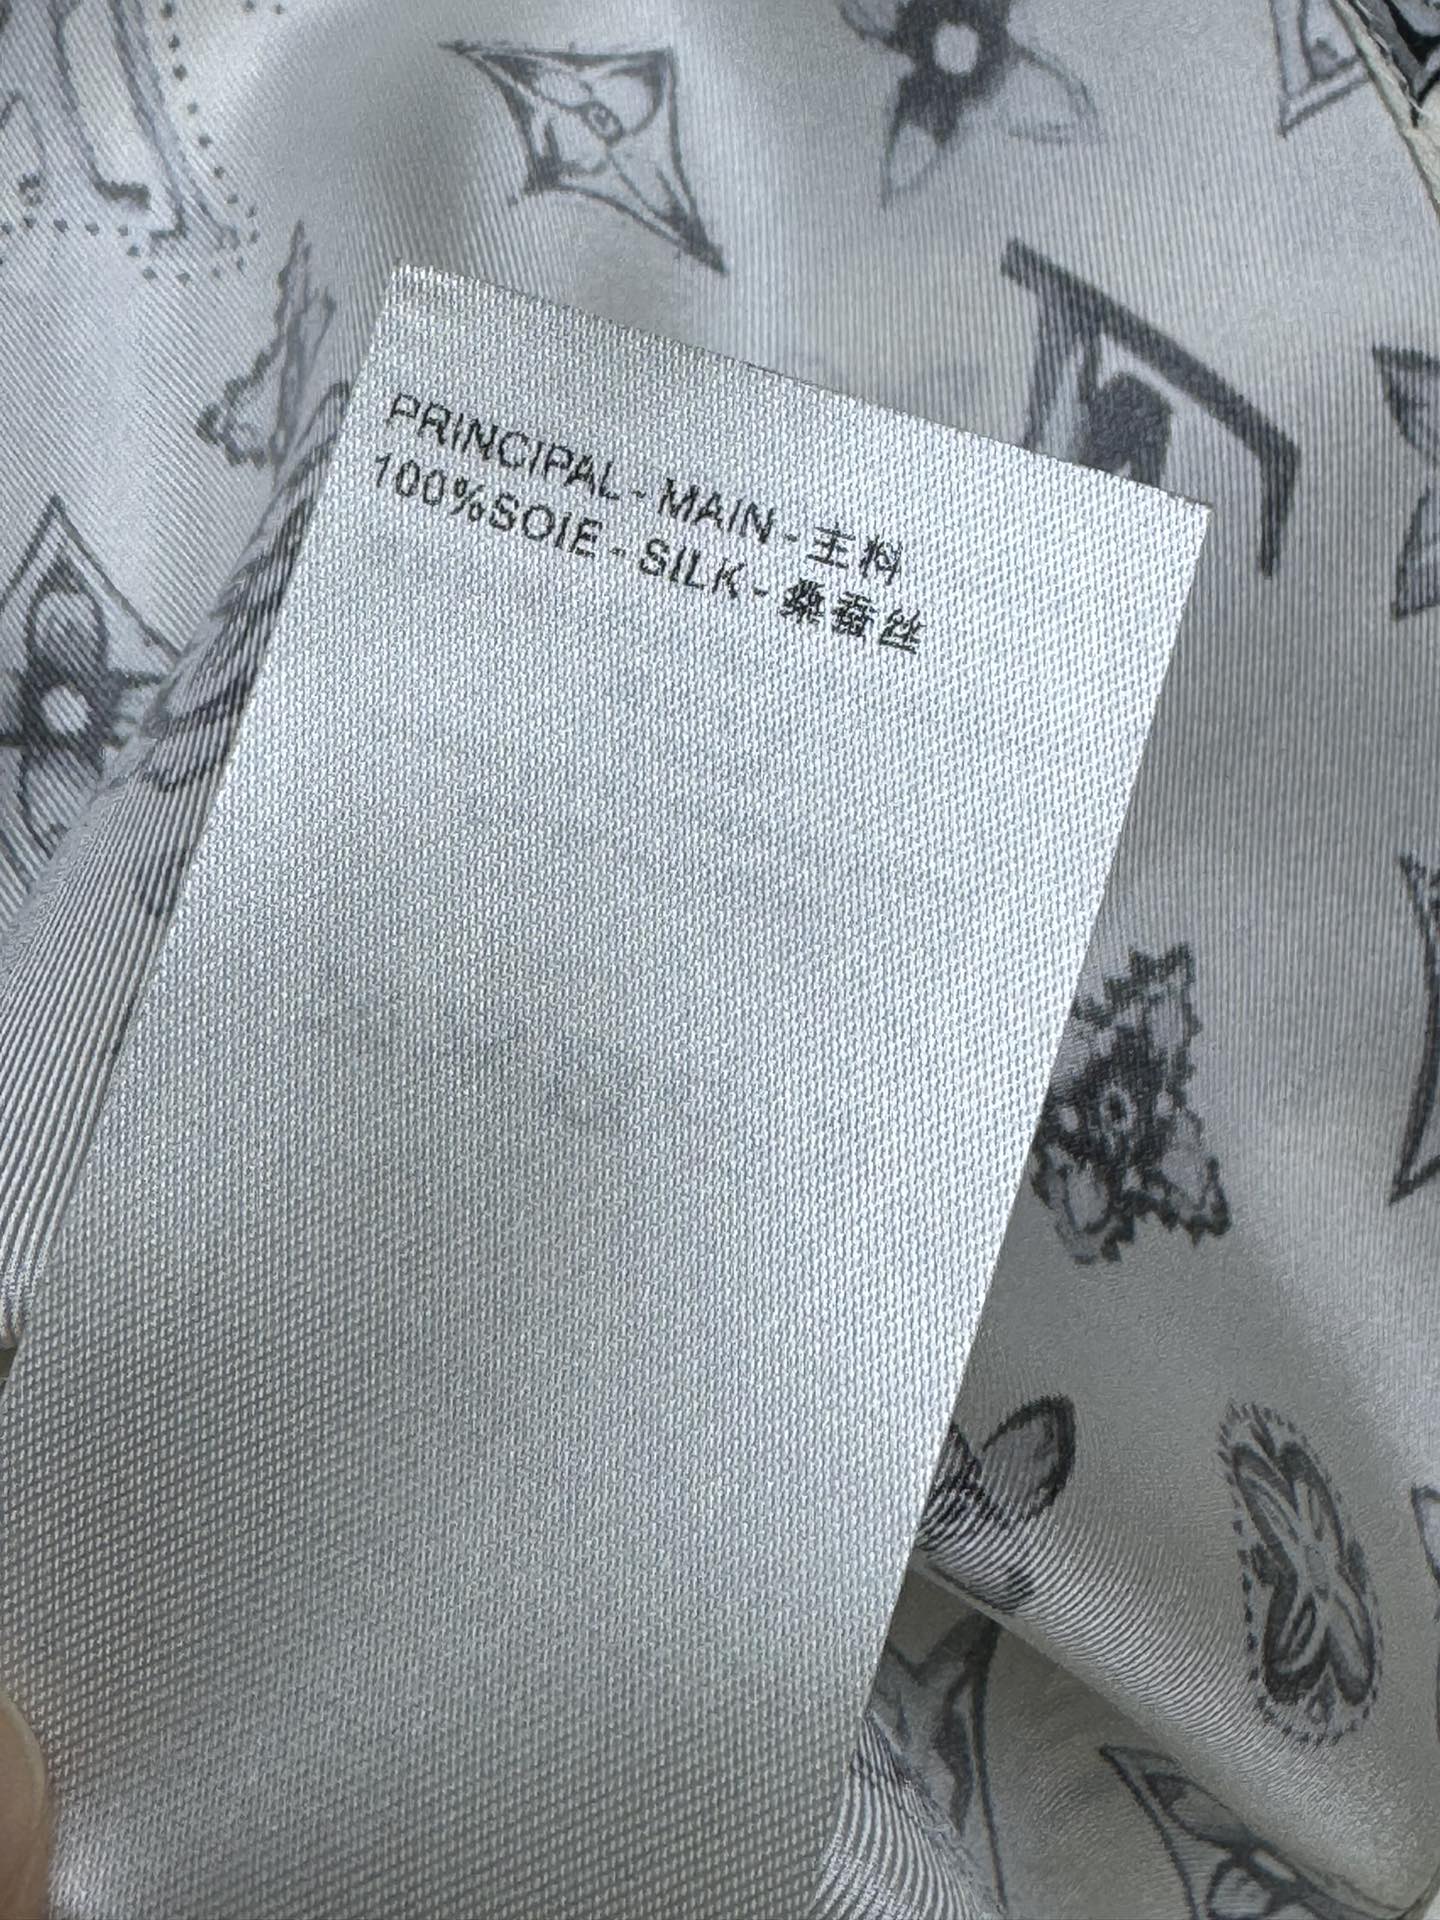 PRINCIPAL - MAIN - 主料
100%SOIE - SILK - 桑蚕丝